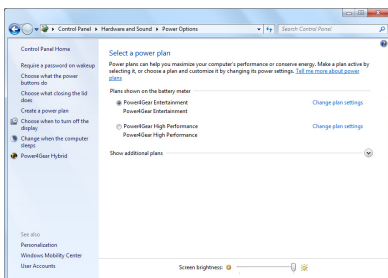 Control Panel ▸ Hardware and Sound ▸ Power Options ▸
Search Control Panel
Control Panel Home
Require a password on wakeup
Choose what the power
buttons do
Choose what closing the lid
does
Create a power plan
Choose when to turn off the
display
Change when the computer
sleeps
Power4Gear Hybrid
Select a power plan
Power plans can help you maximize your computer's performance or conserve energy. Make a plan active by
selecting it, or choose a plan and customize it by changing its power settings. Tell me more about power
plans
Plans shown on the battery meter
Power4Gear Entertainment Change plan settings
Power4Gear Entertainment
Power4Gear High Performance Change plan settings
Power4Gear High Performance
Show additional plans
See also
Personalization
Windows Mobility Center
User Accounts
Screen brightness: